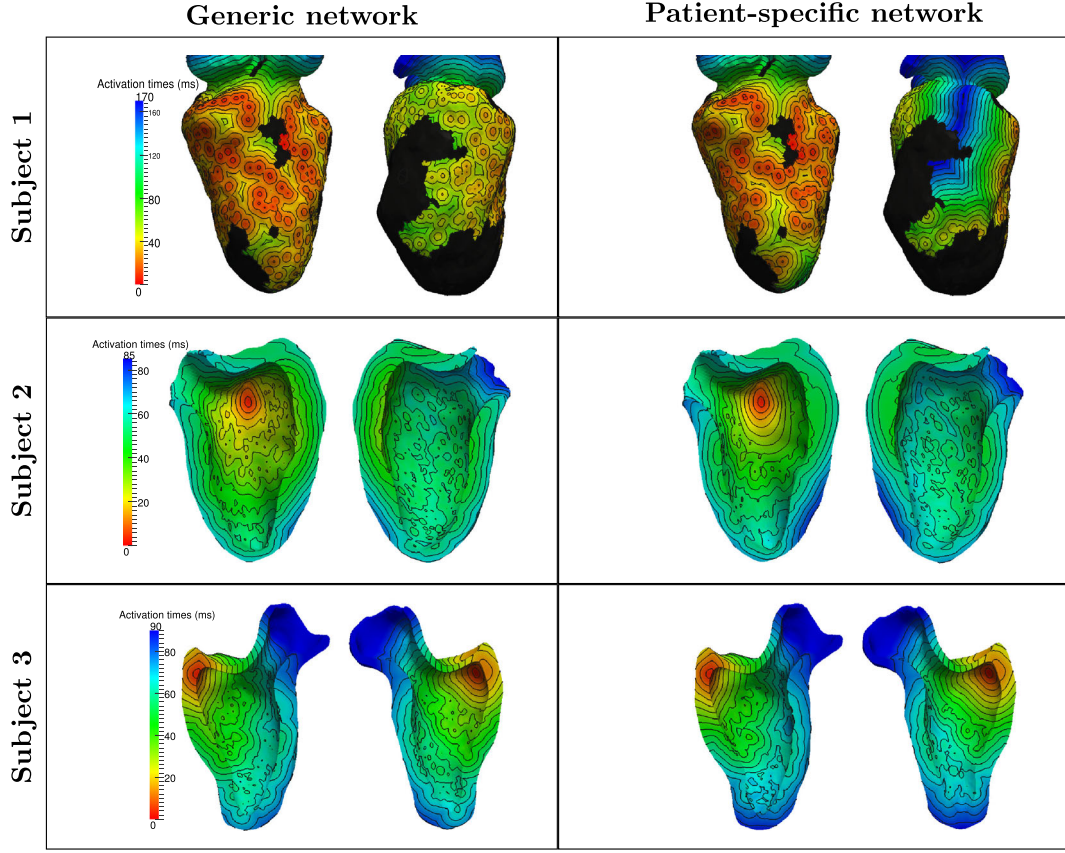 Generic network
Patient-specific network
Subject 1
Activation times (ms)
170
160
120
80
40
0
Subject 2
Activation times (ms)
85
80
60
40
20
0
Subject 3
Activation times (ms)
90
80
60
40
20
0